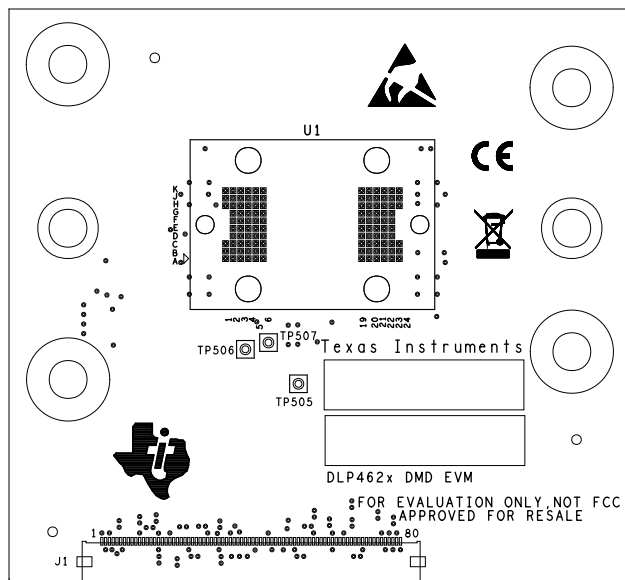 U1
CE
K
J
H
G
F
E
D
C
B
A
1 2 3 4 5 6
19 20 21 22 23 24
TP506
TP507
Texas Instruments
TP505
DLP462x DMD EVM
FOR EVALUATION ONLY,NOT FCC
APPROVED FOR RESALE
1
80
J1